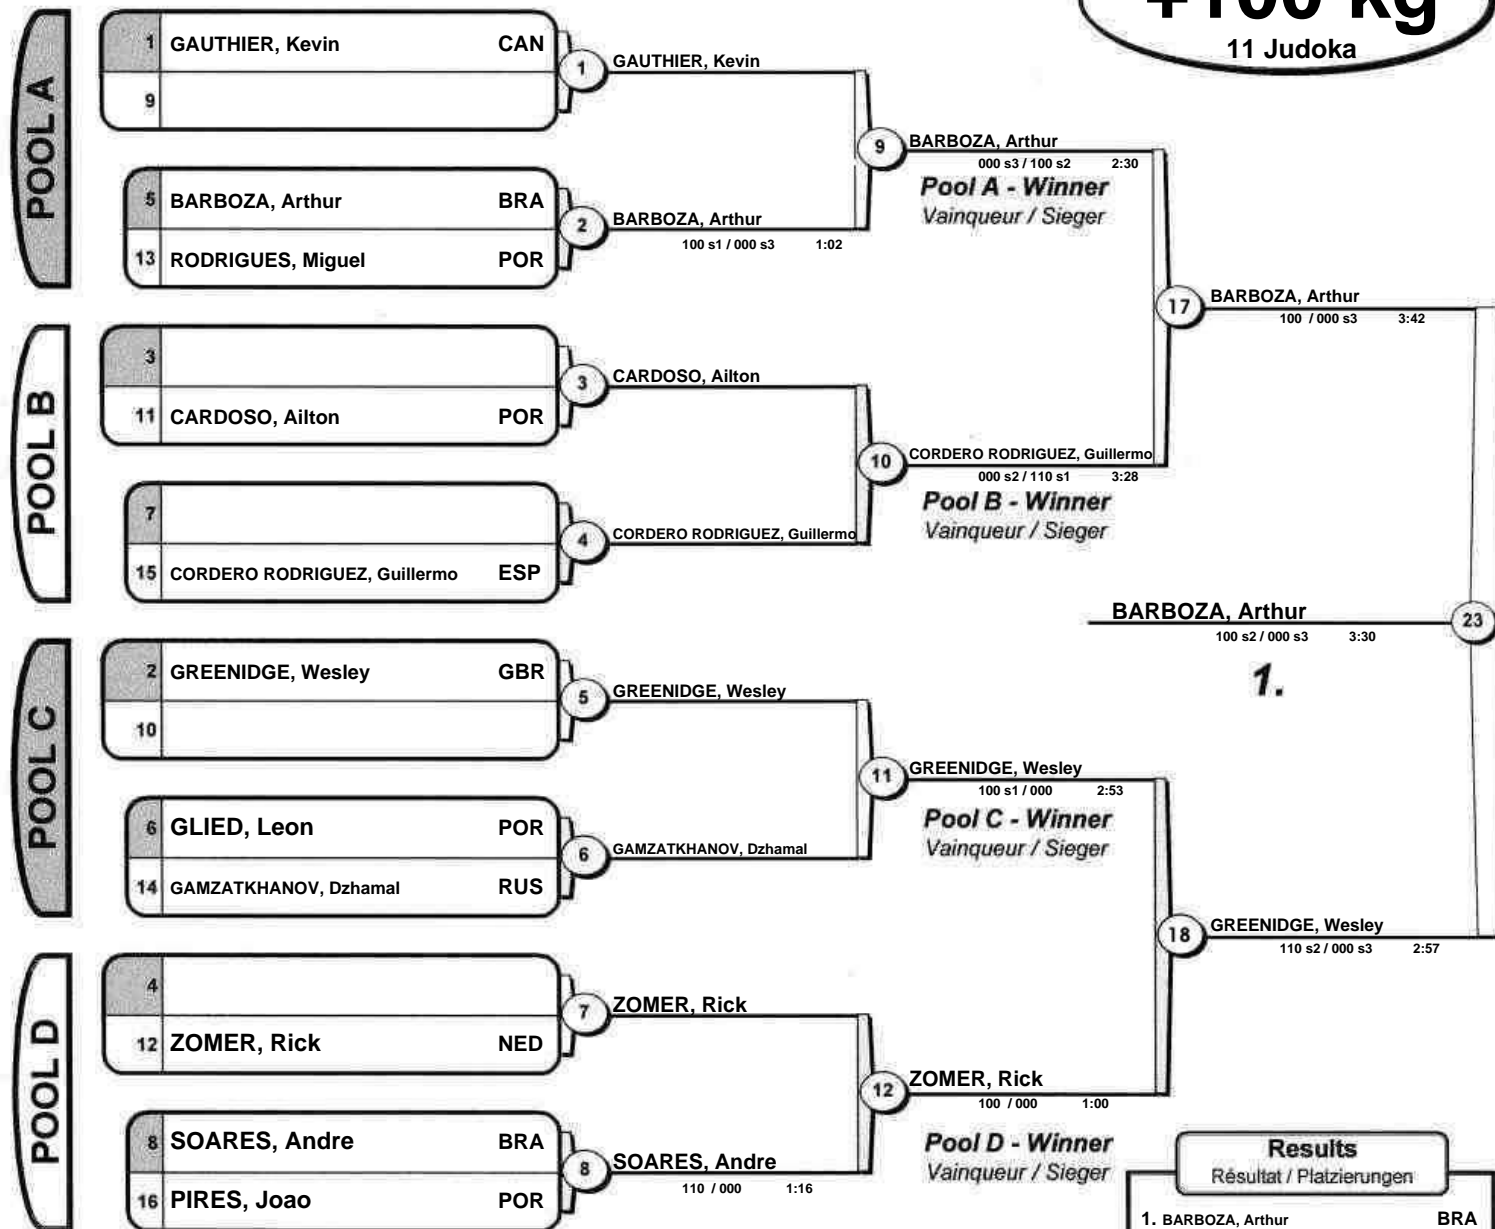 +100 kg
11 Judoka
POOL A
1 GAUTHIER, Kevin CAN
9
1 GAUTHIER, Kevin
5 BARBOZA, Arthur BRA
13 RODRIGUES, Miguel POR
2 BARBOZA, Arthur
100 s1 / 000 s3 1:02
9 BARBOZA, Arthur
000 s3 / 100 s2 2:30
Pool A - Winner
Vainqueur / Sieger
POOL B
3
11 CARDOSO, Ailton POR
3 CARDOSO, Ailton
7
15 CORDERO RODRIGUEZ, Guillermo ESP
4 CORDERO RODRIGUEZ, Guillermo
10 CORDERO RODRIGUEZ, Guillermo
000 s2 / 110 s1 3:28
Pool B - Winner
Vainqueur / Sieger
17 BARBOZA, Arthur
100 / 000 s3 3:42
BARBOZA, Arthur 23
100 s2 / 000 s3 3:30
1.
POOL C
2 GREENIDGE, Wesley GBR
10
5 GREENIDGE, Wesley
6 GLIED, Leon POR
14 GAMZATKHANOV, Dzhamal RUS
6 GAMZATKHANOV, Dzhamal
11 GREENIDGE, Wesley
100 s1 / 000 2:53
Pool C - Winner
Vainqueur / Sieger
POOL D
4
12 ZOMER, Rick NED
7 ZOMER, Rick
8 SOARES, Andre BRA
16 PIRES, Joao POR
8 SOARES, Andre
110 / 000 1:16
12 ZOMER, Rick
100 / 000 1:00
Pool D - Winner
Vainqueur / Sieger
18 GREENIDGE, Wesley
110 s2 / 000 s3 2:57
Results
Résultat / Platzierungen
1. BARBOZA, Arthur BRA